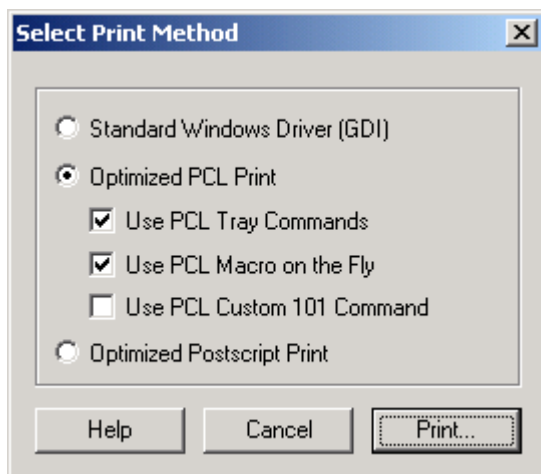 Select Print Method
Standard Windows Driver (GDI)
Optimized PCL Print
Use PCL Tray Commands
Use PCL Macro on the Fly
Use PCL Custom 101 Command
Optimized Postscript Print
Help Cancel Print...